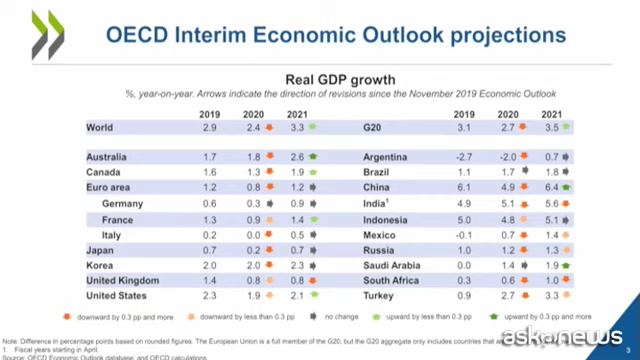 OECD Interim Economic Outlook projections
Real GDP growth
%, year-on-year. Arrows indicate the direction of revisions since the November 2019 Economic Outlook
2019 2020 2021 2019 2020 2021
World 2.9 2.4 3.3 G20 3.1 2.7 3.5
Australia 1.7 1.8 2.6 Argentina -2.7 -2.0 0.7
Canada 1.6 1.3 1.9 Brazil 1.1 1.7 1.8
Euro area 1.2 0.8 1.2 China 6.1 4.9 6.4
Germany 0.6 0.3 0.9 India¹ 4.9 5.1 5.6
France 1.3 0.9 1.4 Indonesia 5.0 4.8 5.1
Italy 0.2 0.0 0.5 Mexico -0.1 0.7 1.4
Japan 0.7 0.2 0.7 Russia 1.0 1.2 1.3
Korea 2.0 2.0 2.3 Saudi Arabia 0.0 1.4 1.9
United Kingdom 1.4 0.8 0.8 South Africa 0.3 0.6 1.0
United States 2.3 1.9 2.1 Turkey 0.9 2.7 3.3
downward by 0.3 pp and more downward by less than 0.3 pp no change upward by less than 0.3 pp upward by 0.3 pp and more
Note: Difference in percentage points based on rounded figures. The European Union is a full member of the G20, but the G20 aggregate only includes countries that
1. Fiscal years starting in April.
Source: OECD Economic Outlook database, and OECD calculations.
askanews
3